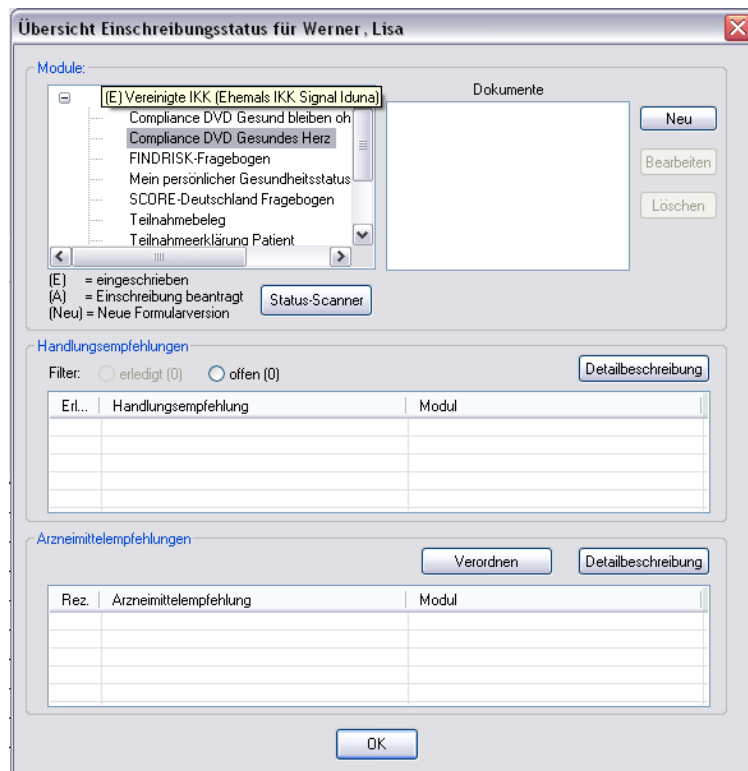 Übersicht Einschreibungsstatus für Werner, Lisa
Module:
(E) Vereinigte IKK (Ehemals IKK Signal Iduna)
Dokumente
Compliance DVD Gesund bleiben oh
Compliance DVD Gesundes Herz
FINDRISK-Fragebogen
Mein persönlicher Gesundheitsstatus
SCORE-Deutschland Fragebogen
Teilnahmebeleg
Teilnahmeerklärung Patient
Neu
Bearbeiten
Löschen
(E) = eingeschrieben
(A) = Einschreibung beantragt
(Neu) = Neue Formularversion
Status-Scanner
Handlungsempfehlungen
Filter: erledigt (0) offen (0)
Detailbeschreibung
Erl... Handlungsempfehlung Modul
Arzneimittelempfehlungen
Verordnen Detailbeschreibung
Rez. Arzneimittelempfehlung Modul
OK